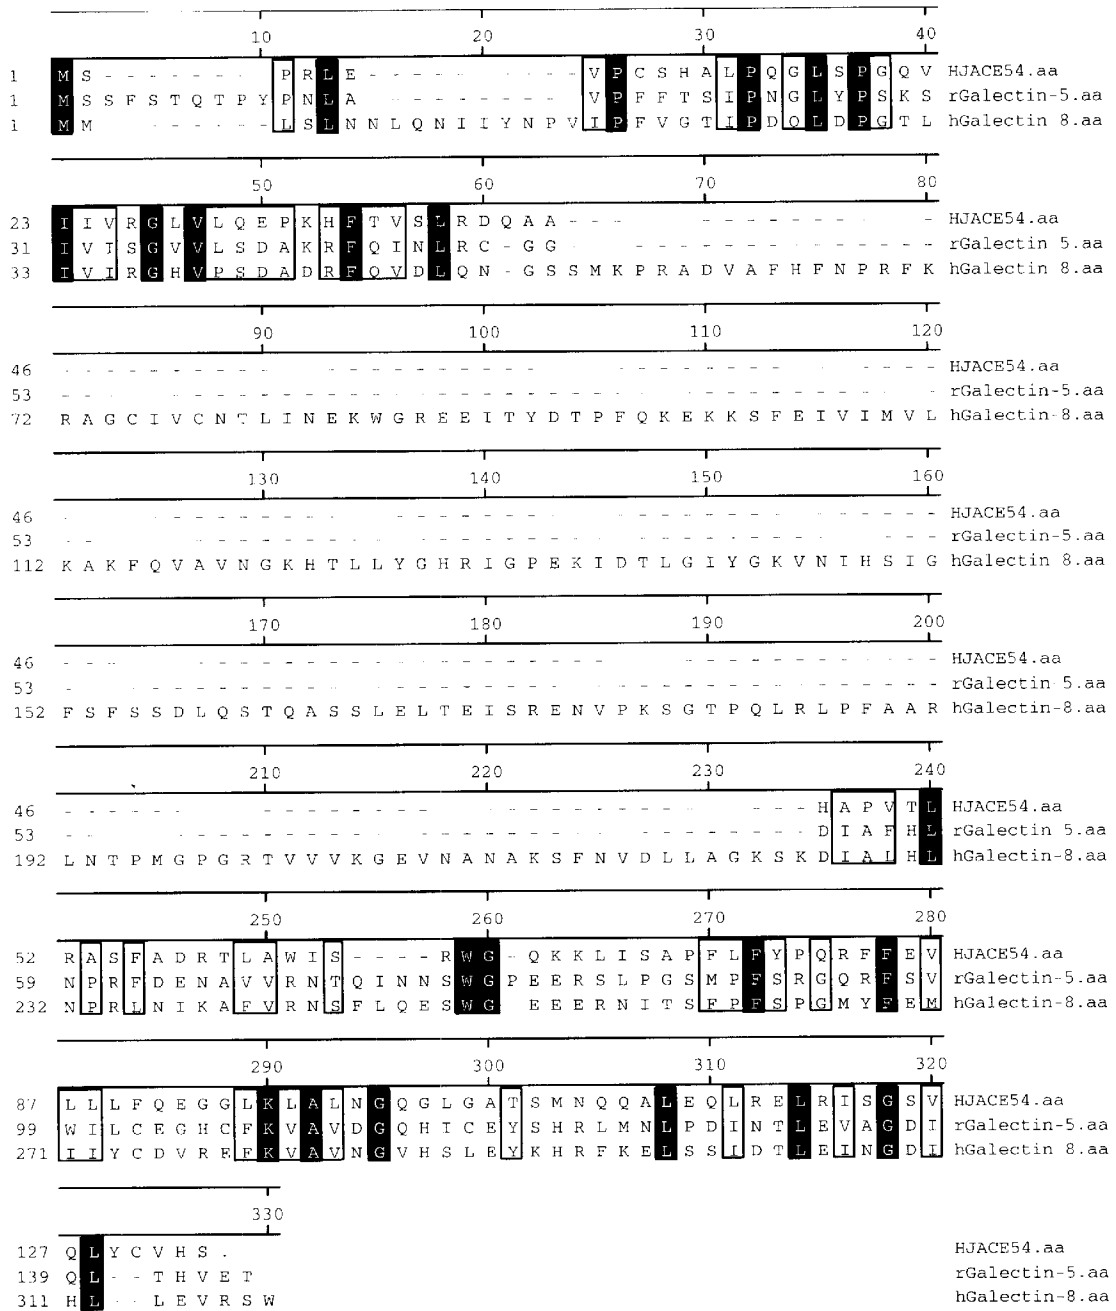 10 20 30 40
1 M S - - - - - - - - P R L E - - - - - - - - - - V P C S H A L P Q G L S P G Q V HJACE54.aa
1 M S S F S T Q T P Y P N L A - - - - - - - - - - V P F F T S I P N G L Y P S K S rGalectin-5.aa
1 M M - - - - - - - - L S L N N L Q N I I Y N P V I P F V G T I P D Q L D P G T L hGalectin 8.aa
50 60 70 80
23 I I V R G L V L Q E P K H F T V S L R D Q A A - - - - - - - - - - - - - - - - - HJACE54.aa
31 I V I S G V V L S D A K R F Q I N L R C - G G - - - - - - - - - - - - - - - - - rGalectin 5.aa
33 I V I R G H V P S D A D R F Q V D L Q N - G S S M K P R A D V A F H F N P R F K hGalectin 8.aa
90 100 110 120
46 - - - - - - - - - - - - - - - - - - - - - - - - - - - - - - - - - - - - - - - - HJACE54.aa
53 - - - - - - - - - - - - - - - - - - - - - - - - - - - - - - - - - - - - - - - - rGalectin-5.aa
72 R A G C I V C N T L I N E K W G R E E I T Y D T P F Q K E K K S F E I V I M V L hGalectin-8.aa
130 140 150 160
46 - - - - - - - - - - - - - - - - - - - - - - - - - - - - - - - - - - - - - - - - HJACE54.aa
53 - - - - - - - - - - - - - - - - - - - - - - - - - - - - - - - - - - - - - - - - rGalectin-5.aa
112 K A K F Q V A V N G K H T L L Y G H R I G P E K I D T L G I Y G K V N I H S I G hGalectin 8.aa
170 180 190 200
46 - - - - - - - - - - - - - - - - - - - - - - - - - - - - - - - - - - - - - - - - HJACE54.aa
53 - - - - - - - - - - - - - - - - - - - - - - - - - - - - - - - - - - - - - - - - rGalectin 5.aa
152 F S F S S D L Q S T Q A S S L E L T E I S R E N V P K S G T P Q L R L P F A A R hGalectin-8.aa
210 220 230 240
46 - - - - - - - - - - - - - - - - - - - - - - - - - - - - - - - - - - H A P V T L HJACE54.aa
53 - - - - - - - - - - - - - - - - - - - - - - - - - - - - - - - - - - D I A F H L rGalectin 5.aa
192 L N T P M G P G R T V V V K G E V N A N A K S F N V D L L A G K S K D I A L H L hGalectin-8.aa
250 260 270 280
52 R A S F A D R T L A W I S - - - - R W G - Q K K L I S A P F L F Y P Q R F F E V HJACE54.aa
59 N P R F D E N A V V R N T Q I N N S W G P E E R S L P G S M P F S R G Q R F S V rGalectin-5.aa
232 N P R L N I K A F V R N S F L Q E S W G E E E R N I T S F P F S P G M Y F E M hGalectin-8.aa
290 300 310 320
87 L L L F Q E G G L K L A L N G Q G L G A T S M N Q Q A L E Q L R E L R I S G S V HJACE54.aa
99 W I L C E G H C F K V A V D G Q H I C E Y S H R L M N L P D I N T L E V A G D I rGalectin-5.aa
271 I I Y C D V R E F K V A V N G V H S L E Y K H R F K E L S S I D T L E I N G D I hGalectin 8.aa
330
127 Q L Y C V H S . HJACE54.aa
139 Q L - - T H V E T rGalectin-5.aa
311 H L - - L E V R S W hGalectin-8.aa